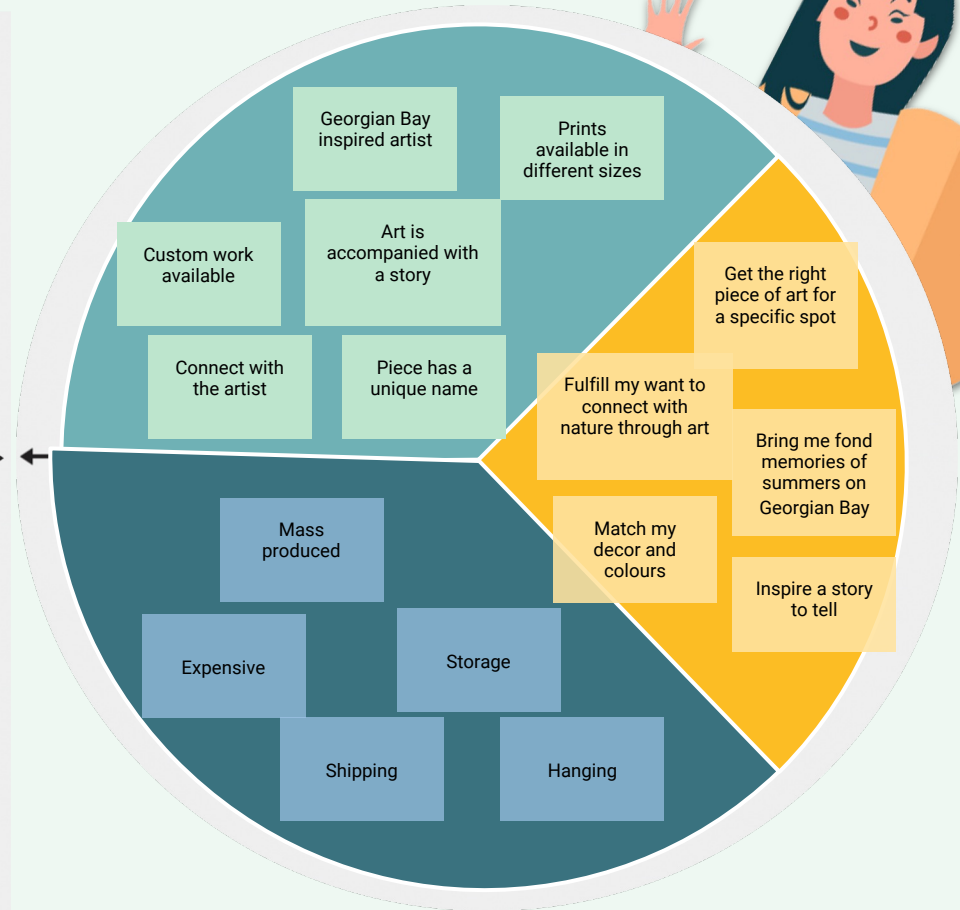 Georgian Bay
inspired artist
Prints
available in
different sizes
Custom work
available
Art is
accompanied with
a story
Connect with
the artist
Piece has a
unique name
Get the right
piece of art for
a specific spot
Fulfill my want to
connect with
nature through art
Bring me fond
memories of
summers on
Georgian Bay
Match my
decor and
colours
Inspire a story
to tell
Mass
produced
Expensive
Storage
Shipping
Hanging